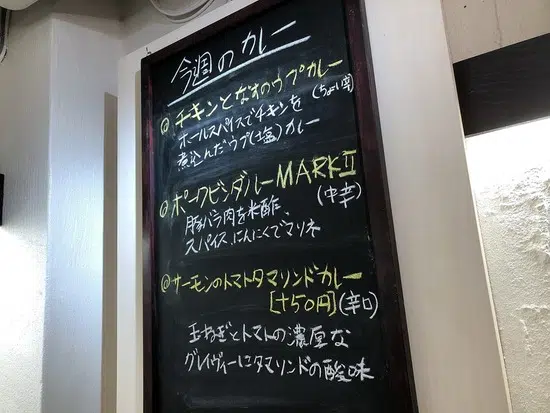 今週のカレー
◎チキンとなすのウプカレー
(ちょい辛)
ホールスパイスでチキンを
煮込んだウプ(塩)カレー
◎ポークビンダルーMARKⅡ
(中辛)
豚バラ肉を米酢、
スパイス、にんにくでマリネ
◎サーモンのトマトタマリンドカレー
[+50円](辛口)
玉ねぎとトマトの濃厚な
グレイヴィーにタマリンドの酸味